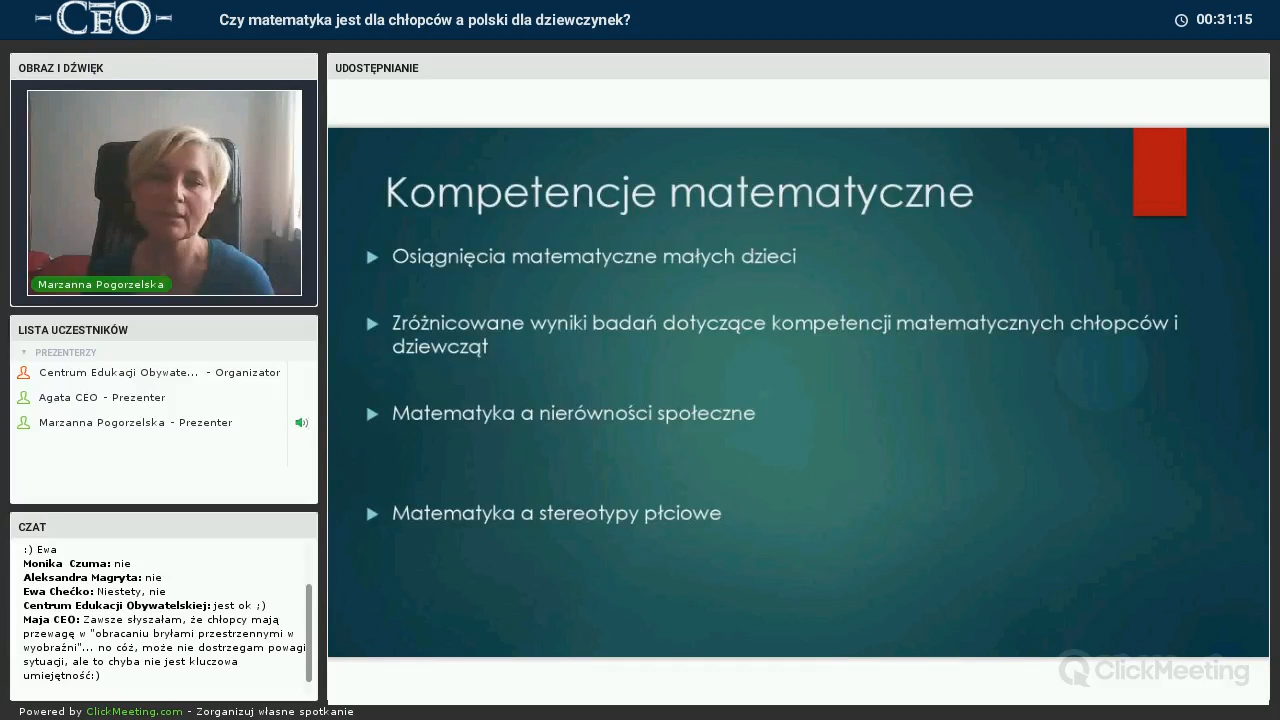 CEO
Czy matematyka jest dla chłopców a polski dla dziewczynek?
00:31:15
OBRAZ I DŹWIĘK
Marzanna Pogorzelska
LISTA UCZESTNIKÓW
PREZENTERZY
Centrum Edukacji Obywate... - Organizator
Agata CEO - Prezenter
Marzanna Pogorzelska - Prezenter
CZAT
:) Ewa
Monika Czuma: nie
Aleksandra Magryta: nie
Ewa Chećko: Niestety, nie
Centrum Edukacji Obywatelskiej: jest ok ;)
Maja CEO: Zawsze słyszałam, że chłopcy mają
przewagę w "obracaniu bryłami przestrzennymi w
wyobraźni"... no cóż, może nie dostrzegam powagi
sytuacji, ale to chyba nie jest kluczowa
umiejętność:)
UDOSTĘPNIANIE
Kompetencje matematyczne
Osiągnięcia matematyczne małych dzieci
Zróżnicowane wyniki badań dotyczące kompetencji matematycznych chłopców i
dziewcząt
Matematyka a nierówności społeczne
Matematyka a stereotypy płciowe
ClickMeeting
Powered by ClickMeeting.com - Zorganizuj własne spotkanie